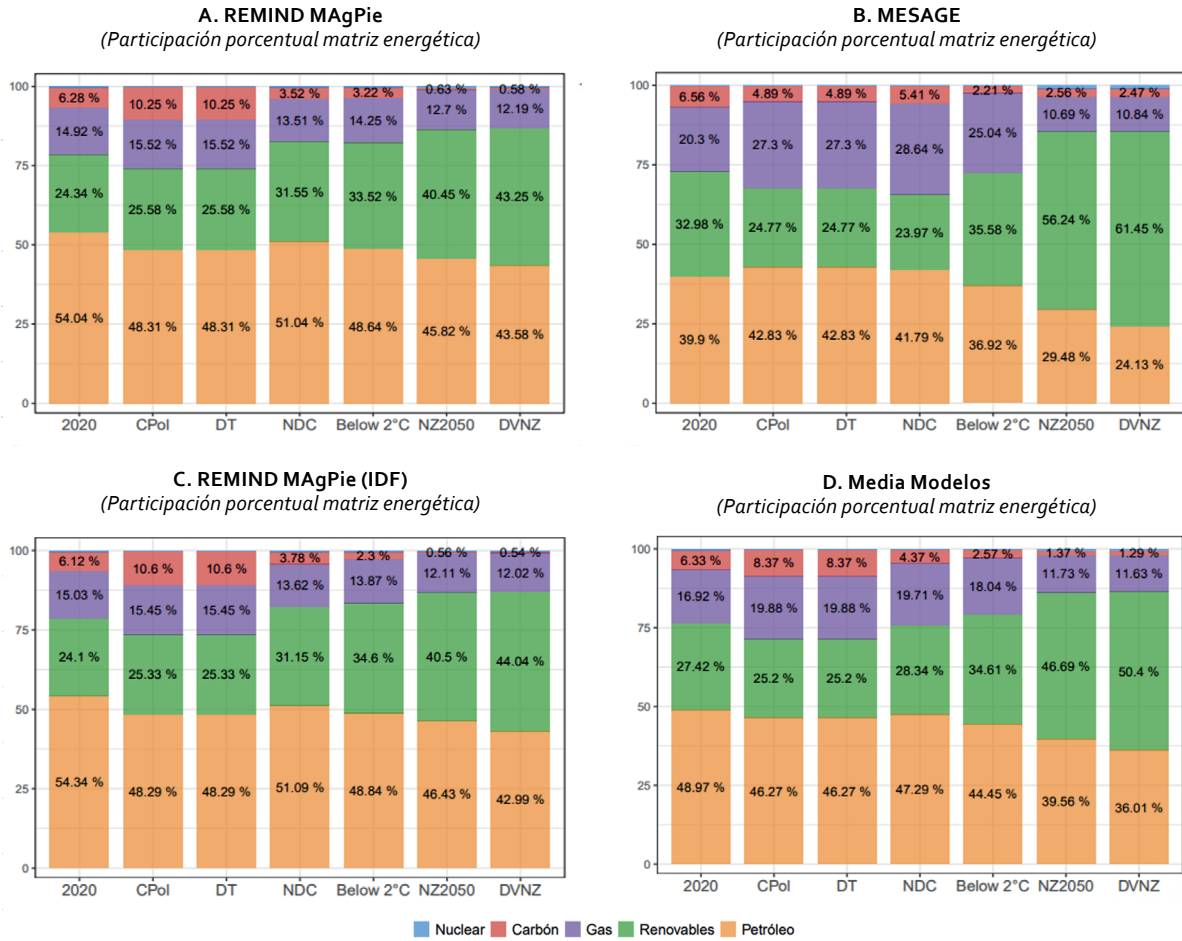 A. REMIND MAgPie
(Participación porcentual matriz energética)
100
75
50
25
0
6.28 % 10.25 % 10.25 % 3.52 % 3.22 % 0.63 % 0.58 %
14.92 % 15.52 % 15.52 % 13.51 % 14.25 % 12.7 % 12.19 %
24.34 % 25.58 % 25.58 % 31.55 % 33.52 % 40.45 % 43.25 %
54.04 % 48.31 % 48.31 % 51.04 % 48.64 % 45.82 % 43.58 %
2020 CPol DT NDC Below 2°C NZ2050 DVNZ
B. MESAGE
(Participación porcentual matriz energética)
100
75
50
25
0
6.56 % 4.89 % 4.89 % 5.41 % 2.21 % 2.56 % 2.47 %
20.3 % 27.3 % 27.3 % 28.64 % 25.04 % 10.69 % 10.84 %
32.98 % 24.77 % 24.77 % 23.97 % 35.58 % 56.24 % 61.45 %
39.9 % 42.83 % 42.83 % 41.79 % 36.92 % 29.48 % 24.13 %
2020 CPol DT NDC Below 2°C NZ2050 DVNZ
C. REMIND MAgPie (IDF)
(Participación porcentual matriz energética)
100
75
50
25
0
6.12 % 10.6 % 10.6 % 3.78 % 2.3 % 0.56 % 0.54 %
15.03 % 15.45 % 15.45 % 13.62 % 13.87 % 12.11 % 12.02 %
24.1 % 25.33 % 25.33 % 31.15 % 34.6 % 40.5 % 44.04 %
54.34 % 48.29 % 48.29 % 51.09 % 48.84 % 46.43 % 42.99 %
2020 CPol DT NDC Below 2°C NZ2050 DVNZ
D. Media Modelos
(Participación porcentual matriz energética)
100
75
50
25
0
6.33 % 8.37 % 8.37 % 4.37 % 2.57 % 1.37 % 1.29 %
16.92 % 19.88 % 19.88 % 19.71 % 18.04 % 11.73 % 11.63 %
27.42 % 25.2 % 25.2 % 28.34 % 34.61 % 46.69 % 50.4 %
48.97 % 46.27 % 46.27 % 47.29 % 44.45 % 39.56 % 36.01 %
2020 CPol DT NDC Below 2°C NZ2050 DVNZ
Nuclear Carbón Gas Renovables Petróleo